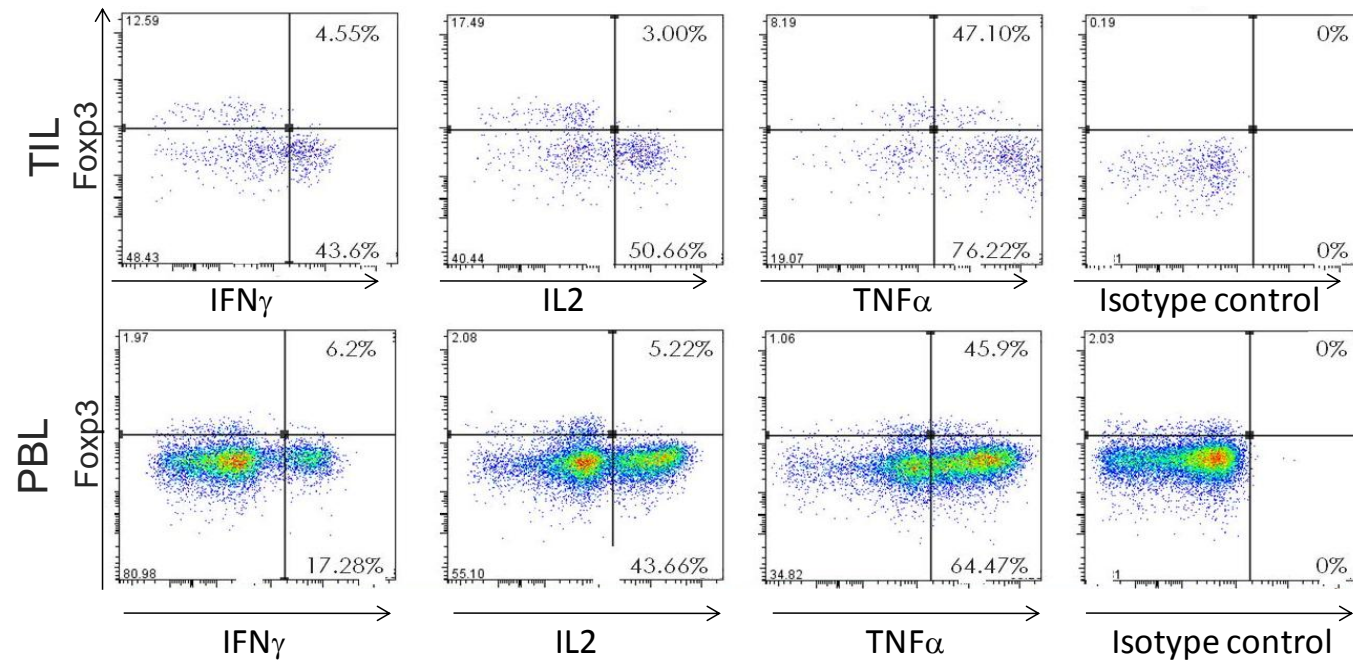 TIL
Foxp3
12.59
4.55%
48.43
43.6%
IFNγ
17.49
3.00%
40.44
50.66%
IL2
8.19
47.10%
19.07
76.22%
TNFα
0.19
0%
0%
Isotype control
PBL
Foxp3
1.97
6.2%
80.98
17.28%
IFNγ
2.08
5.22%
55.10
43.66%
IL2
1.06
45.9%
34.82
64.47%
TNFα
2.03
0%
0%
Isotype control